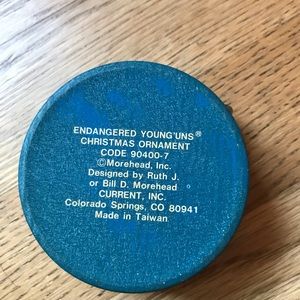 ENDANGERED YOUNG'UNS®
CHRISTMAS ORNAMENT
CODE 90400-7
©Morehead, Inc.
Designed by Ruth J.
or Bill D. Morehead
CURRENT, INC.
Colorado Springs, CO 80941
Made in Taiwan